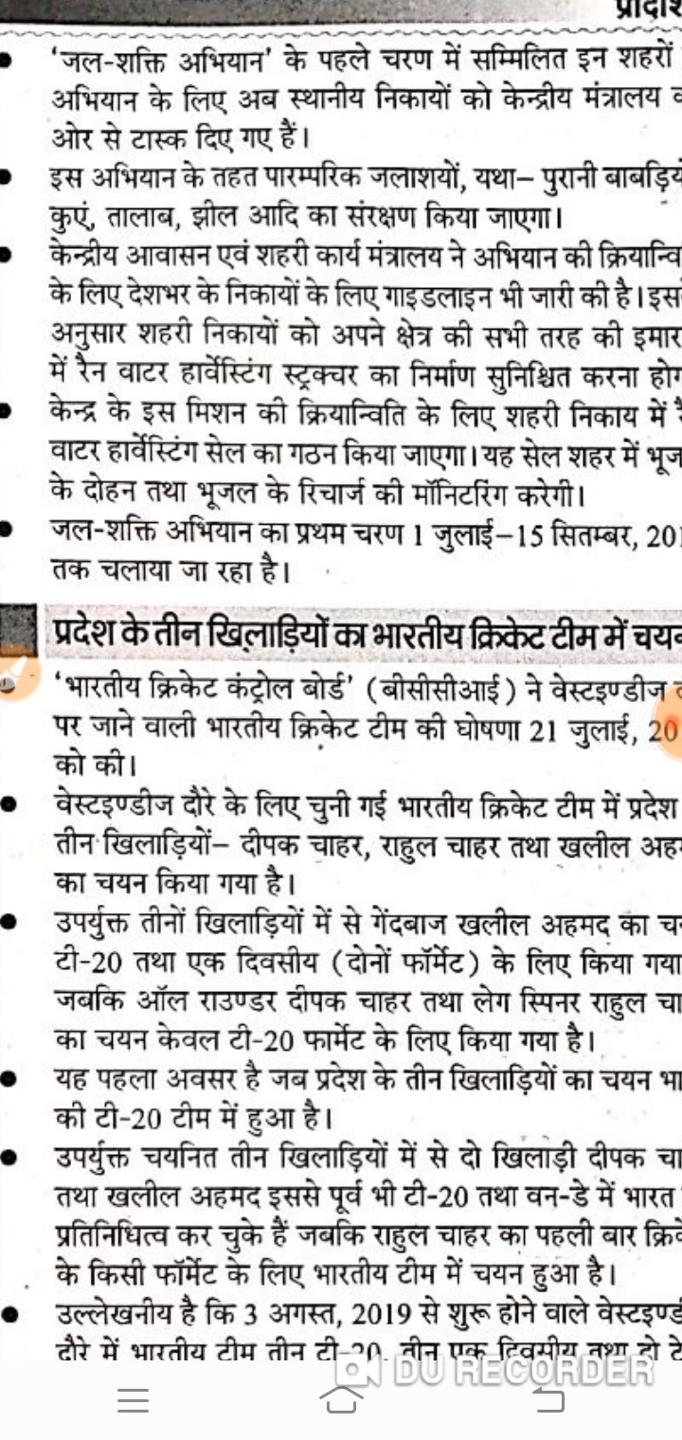 'जल-शक्ति अभियान' के पहले चरण में सम्मिलित इन शहरों
अभियान के लिए अब स्थानीय निकायों को केन्द्रीय मंत्रालय
ओर से टास्क दिए गए हैं।
इस अभियान के तहत पारम्परिक जलाशयों, यथा– पुरानी
कुएं, तालाब, झील आदि का संरक्षण किया जाएगा।
केन्द्रीय आवासन एवं शहरी कार्य मंत्रालय ने अभियान की
के लिए देशभर के निकायों के लिए गाइडलाइन भी जारी की है।
अनुसार शहरी निकायों को अपने क्षेत्र की सभी तरह की
में रैन वाटर हार्वेस्टिंग स्ट्रक्चर का निर्माण सुनिश्चित करना
केन्द्र के इस मिशन की क्रियान्विति के लिए शहरी निकाय में
वाटर हार्वेस्टिंग सेल का गठन किया जाएगा। यह सेल शहर में
के दोहन तथा भूजल के रिचार्ज की मॉनिटरिंग करेगी।
जल-शक्ति अभियान का प्रथम चरण 1 जुलाई–15 सितम्बर,
तक चलाया जा रहा है।
प्रदेश के तीन खिलाड़ियों का भारतीय क्रिकेट टीम में
'भारतीय क्रिकेट कंट्रोल बोर्ड' (बीसीसीआई) ने वेस्टइण्डीज
पर जाने वाली भारतीय क्रिकेट टीम की घोषणा 21 जुलाई,
को की।
वेस्टइण्डीज दौरे के लिए चुनी गई भारतीय क्रिकेट टीम में प्रदेश
तीन खिलाड़ियों– दीपक चाहर, राहुल चाहर तथा खलील
का चयन किया गया है।
उपर्युक्त तीनों खिलाड़ियों में से गेंदबाज खलील अहमद का
टी-20 तथा एक दिवसीय (दोनों फॉर्मेट) के लिए किया गया
जबकि ऑल राउण्डर दीपक चाहर तथा लेग स्पिनर राहुल
का चयन केवल टी-20 फार्मेट के लिए किया गया है।
यह पहला अवसर है जब प्रदेश के तीन खिलाड़ियों का चयन
की टी-20 टीम में हुआ है।
उपर्युक्त चयनित तीन खिलाड़ियों में से दो खिलाड़ी दीपक
तथा खलील अहमद इससे पूर्व भी टी-20 तथा वन-डे में भारत
प्रतिनिधित्व कर चुके हैं जबकि राहुल चाहर का पहली बार
के किसी फॉर्मेट के लिए भारतीय टीम में चयन हुआ है।
उल्लेखनीय है कि 3 अगस्त, 2019 से शुरू होने वाले
दौरे में भारतीय टीम तीन टी-20, तीन एक दिवसीय तथा दो
DU RECORDER